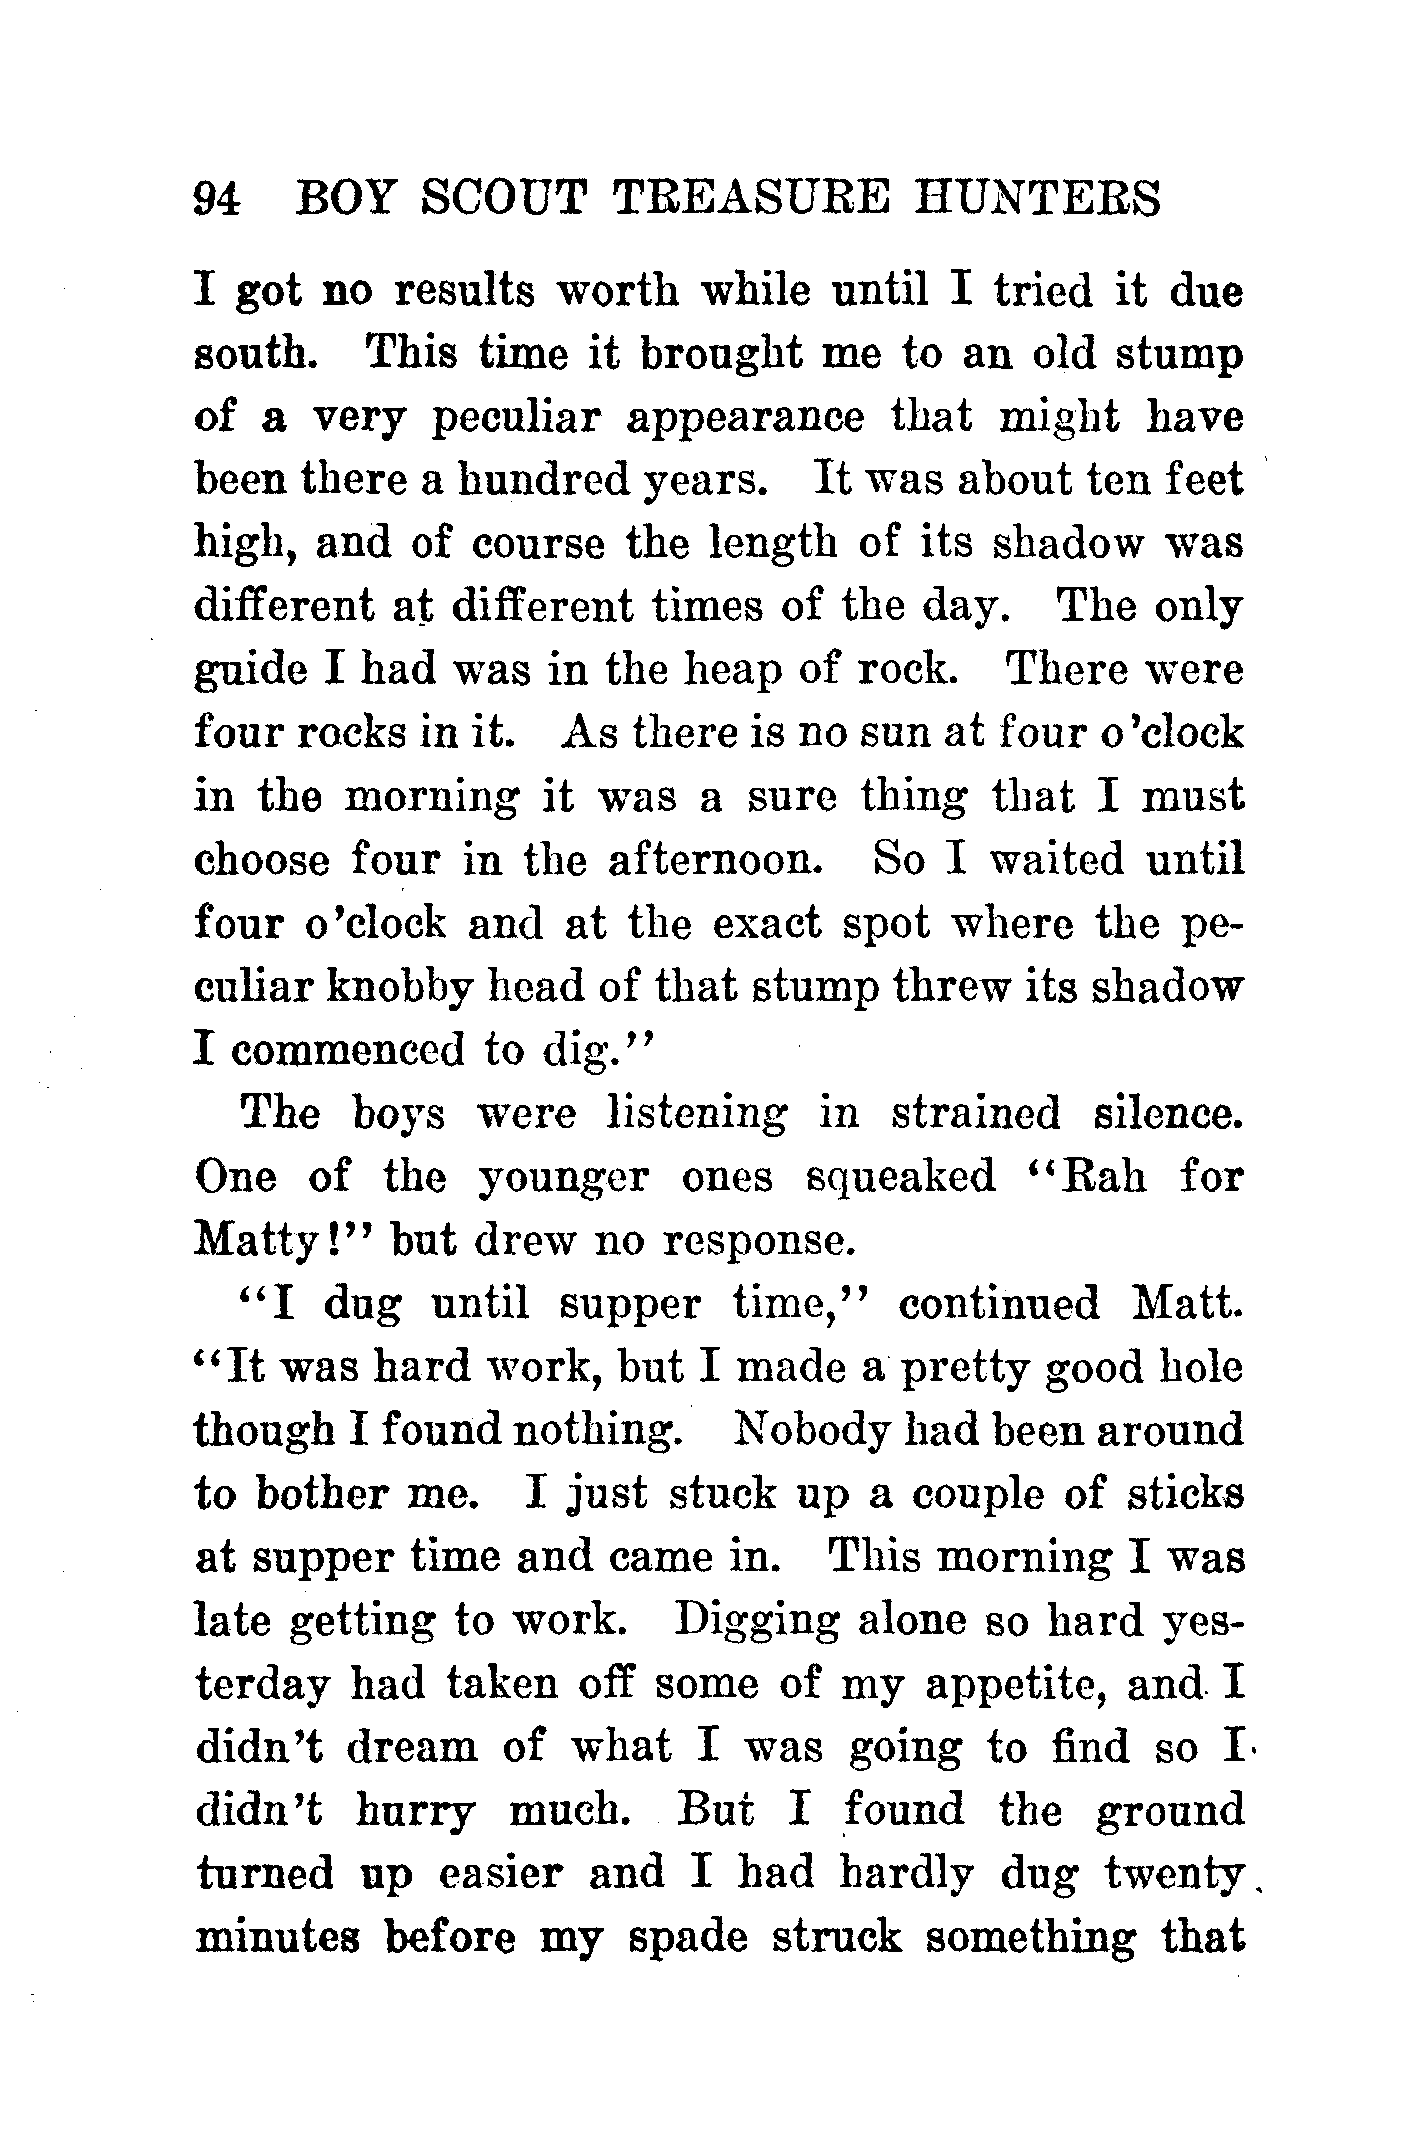 94 BOY SCOUT TREASURE HUNTERS
I got no results worth while until I tried it due
south. This time it brought me to an old stump
of a very peculiar appearance that might have
been there a hundred years. It was about ten feet
high, and of course the length of its shadow was
different at different times of the day. The only
guide I had was in the heap of rock. There were
four rocks in it. As there is no sun at four o'clock
in the morning it was a sure thing that I must
choose four in the afternoon. So I waited until
four o'clock and at the exact spot where the pe-
culiar knobby head of that stump threw its shadow
I commenced to dig."
The boys were listening in strained silence.
One of the younger ones squeaked "Rah for
Matty!" but drew no response.
"I dug until supper time," continued Matt.
"It was hard work, but I made a pretty good hole
though I found nothing. Nobody had been around
to bother me. I just stuck up a couple of sticks
at supper time and came in. This morning I was
late getting to work. Digging alone so hard yes-
terday had taken off some of my appetite, and I
didn't dream of what I was going to find so I
didn't hurry much. But I found the ground
turned up easier and I had hardly dug twenty
minutes before my spade struck something that